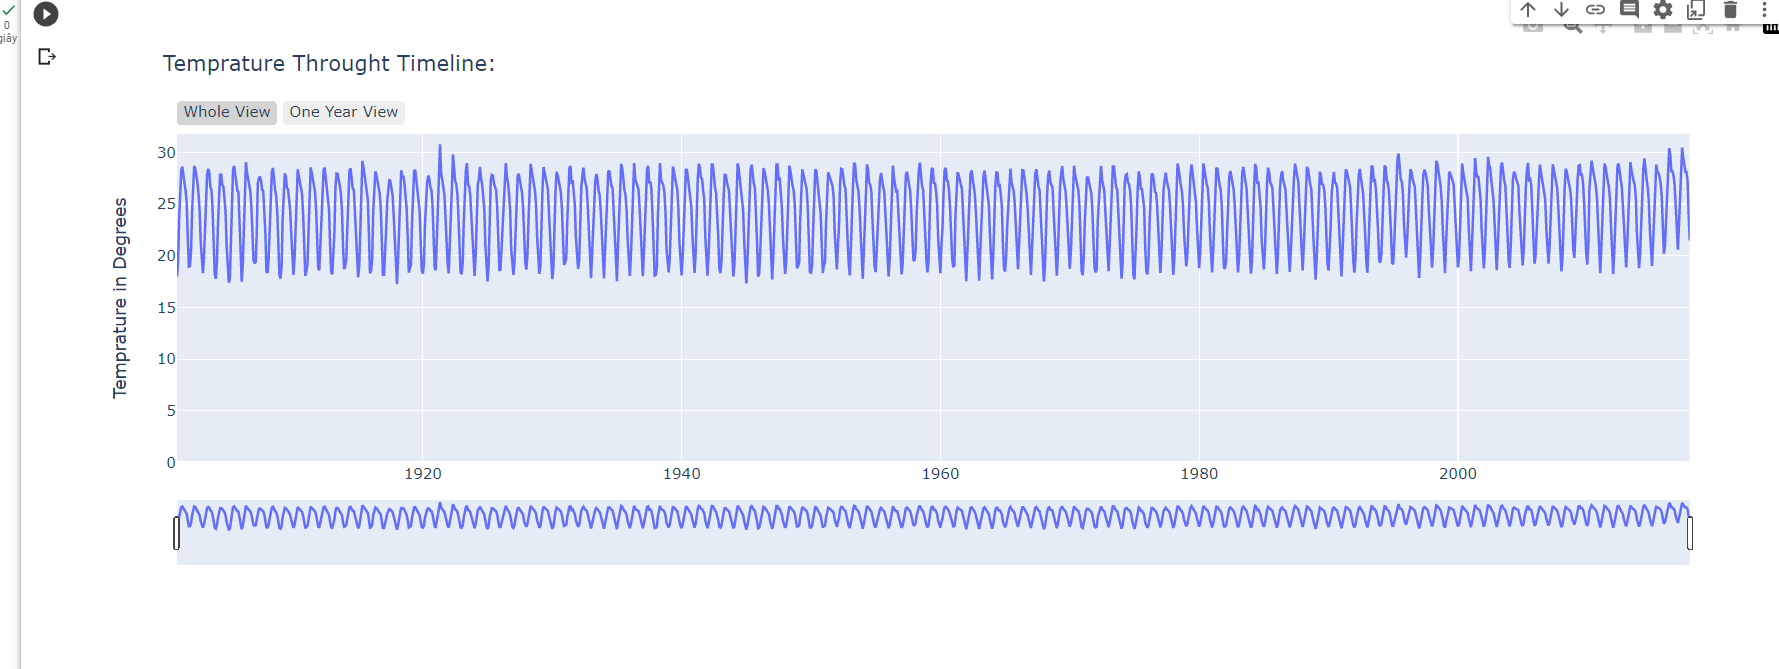 0
giây
Temprature Throught Timeline:
Whole View One Year View
30
25
20
15
10
5
0
Temprature in Degrees
1920 1940 1960 1980 2000